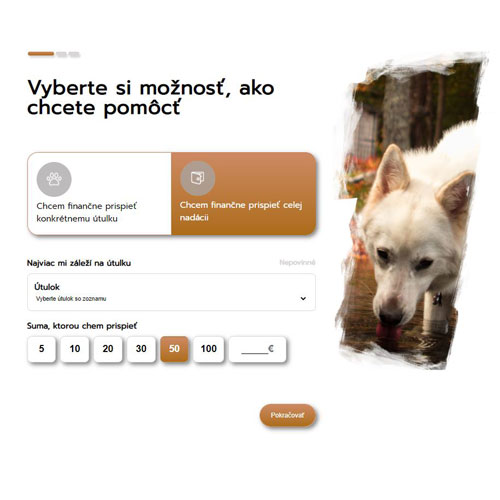 Vyberte si možnosť, ako
chcete pomôcť
Chcem finančne prispieť
konkrétnemu útulku
Chcem finančne prispieť celej
nadácii
Najviac mi záleží na útulku
Nepovinné
Útulok
Vyberte útulok so zoznamu
Suma, ktorou chem prispieť
5 10 20 30 50 100 ______€
Pokračovať